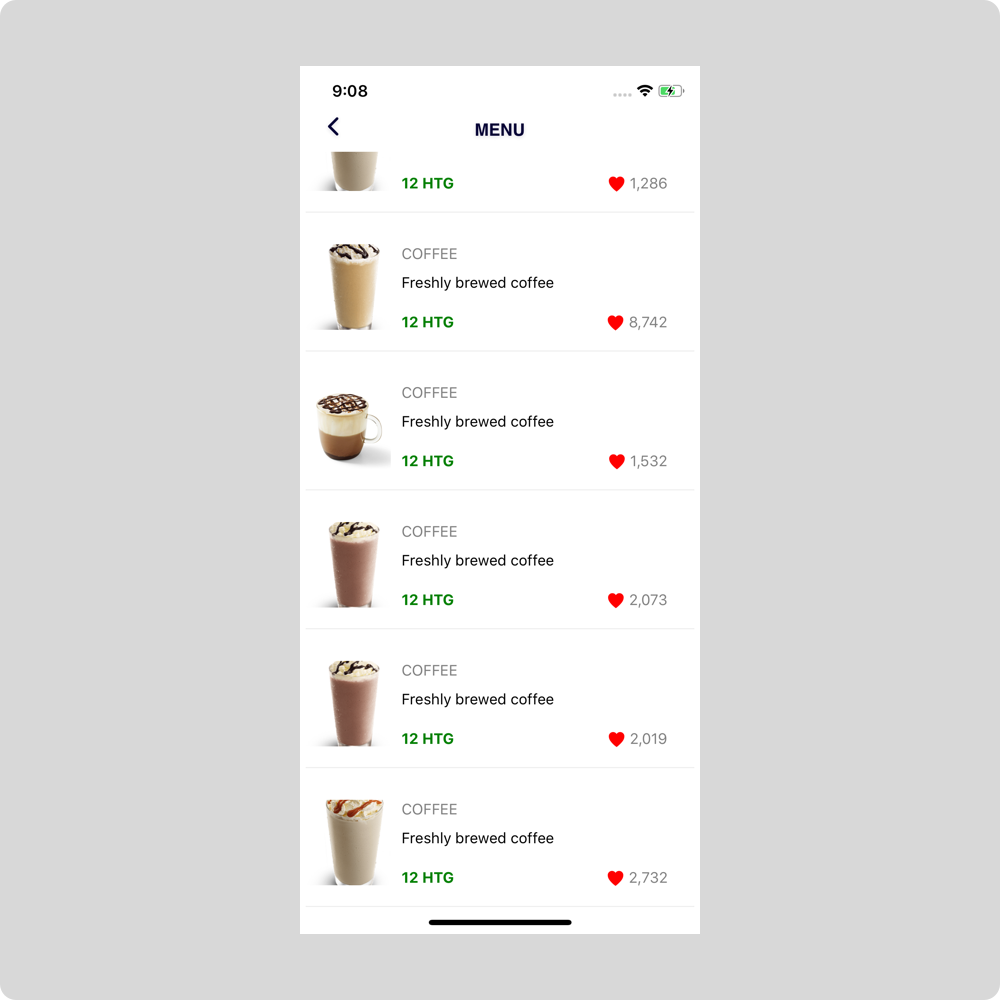 9:08
MENU
12 HTG 1,286
COFFEE
Freshly brewed coffee
12 HTG 8,742
COFFEE
Freshly brewed coffee
12 HTG 1,532
COFFEE
Freshly brewed coffee
12 HTG 2,073
COFFEE
Freshly brewed coffee
12 HTG 2,019
COFFEE
Freshly brewed coffee
12 HTG 2,732